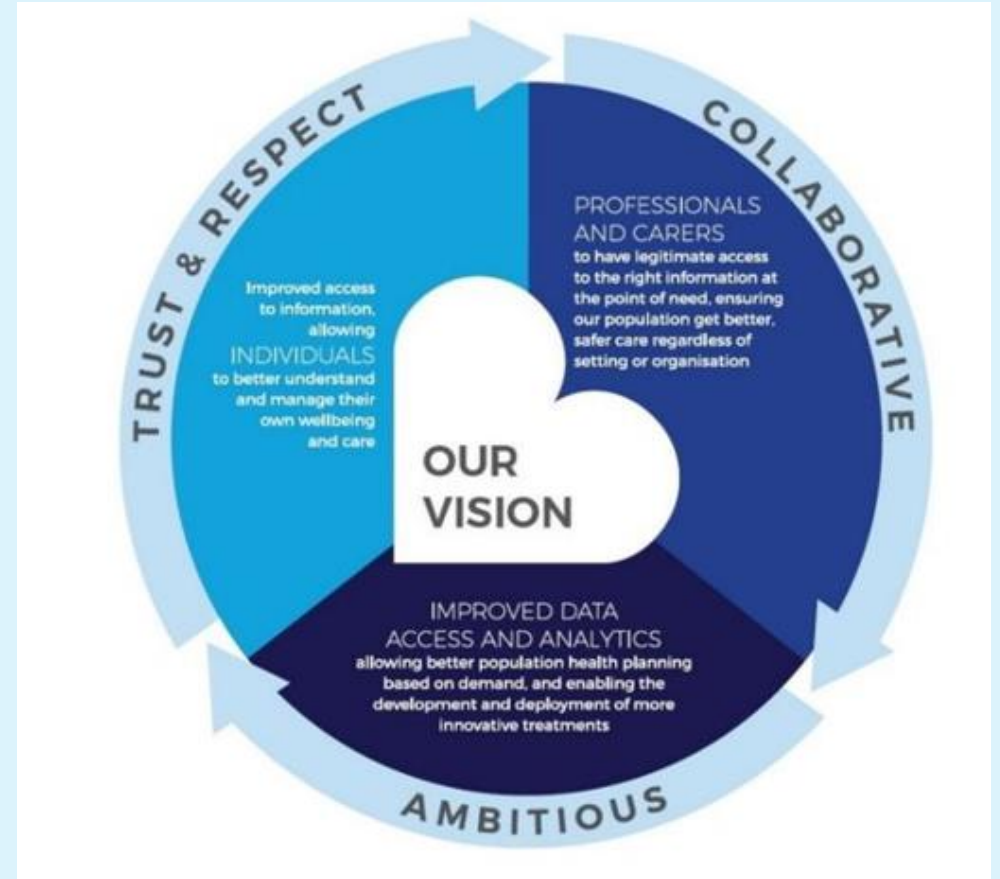 TRUST & RESPECT
COLLABORATIVE
PROFESSIONALS
AND CARERS
to have legitimate access
to the right information at
the point of need, ensuring
our population get better,
safer care regardless of
setting or organisation
Improved access
to information,
allowing
INDIVIDUALS
to better understand
and manage their
own wellbeing
and care
OUR
VISION
IMPROVED DATA
ACCESS AND ANALYTICS
allowing better population health planning
based on demand, and enabling the
development and deployment of more
innovative treatments
AMBITIOUS